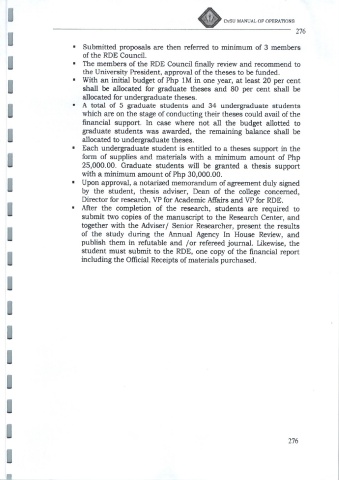 CvSU MANUAL OF OPERATIONS
276
▪ Submitted proposals are then referred to minimum of 3 members
of the RDE Council.
▪ The members of the RDE Council finally review and recommend to
the University President, approval of the theses to be funded.
▪ With an initial budget of Php 1M in one year, at least 20 per cent
shall be allocated for graduate theses and 80 per cent shall be
allocated for undergraduate theses.
▪ A total of 5 graduate students and 34 undergraduate students
which are on the stage of conducting their theses could avail of the
financial support. In case where not all the budget allotted to
graduate students was awarded, the remaining balance shall be
allocated to undergraduate theses.
▪ Each undergraduate student is entitled to a theses support in the
form of supplies and materials with a minimum amount of Php
25,000.00. Graduate students will be granted a thesis support
with a minimum amount of Php 30,000.00.
▪ Upon approval, a notarized memorandum of agreement duly signed
by the student, thesis adviser, Dean of the college concerned,
Director for research, VP for Academic Affairs and VP for RDE.
▪ After the completion of the research, students are required to
submit two copies of the manuscript to the Research Center, and
together with the Adviser/ Senior Researcher, present the results
of the study during the Annual Agency In House Review, and
publish them in refutable and /or refereed journal. Likewise, the
student must submit to the RDE, one copy of the financial report
including the Official Receipts of materials purchased.
276